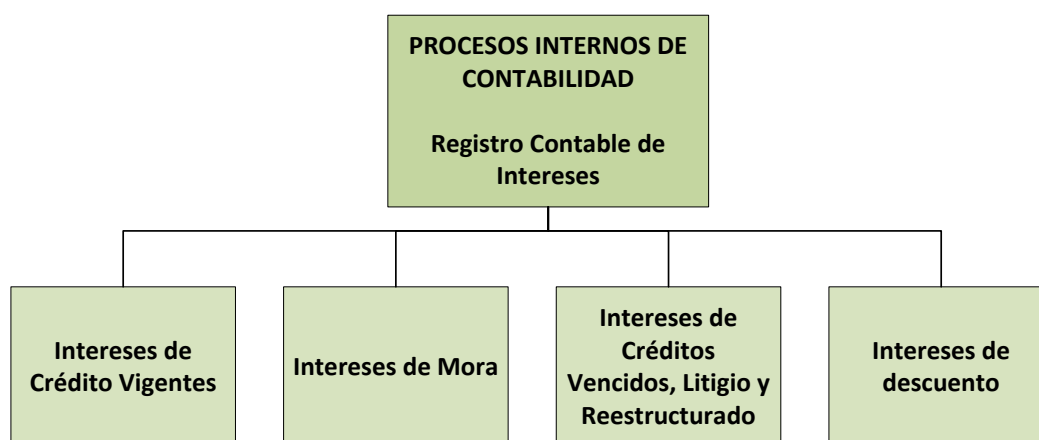 PROCESOS INTERNOS DE
CONTABILIDAD
Registro Contable de
Intereses
Intereses de
Crédito Vigentes
Intereses de Mora
Intereses de
Créditos
Vencidos, Litigio y
Reestructurado
Intereses de
descuento